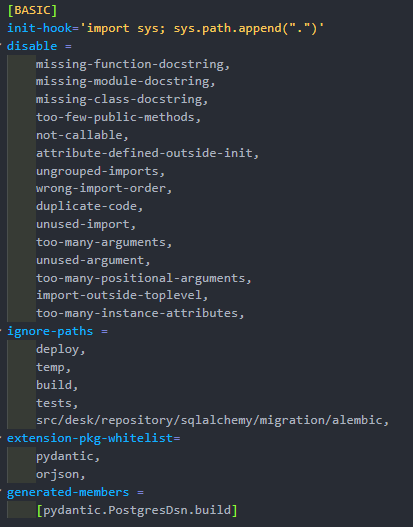 [BASIC]
init-hook='import sys; sys.path.append(".")'
disable =
    missing-function-docstring,
    missing-module-docstring,
    missing-class-docstring,
    too-few-public-methods,
    not-callable,
    attribute-defined-outside-init,
    ungrouped-imports,
    wrong-import-order,
    duplicate-code,
    unused-import,
    too-many-arguments,
    unused-argument,
    too-many-positional-arguments,
    import-outside-toplevel,
    too-many-instance-attributes,
ignore-paths =
    deploy,
    temp,
    build,
    tests,
    src/desk/repository/sqlalchemy/migration/alembic,
extension-pkg-whitelist=
    pydantic,
    orjson,
generated-members =
    [pydantic.PostgresDsn.build]